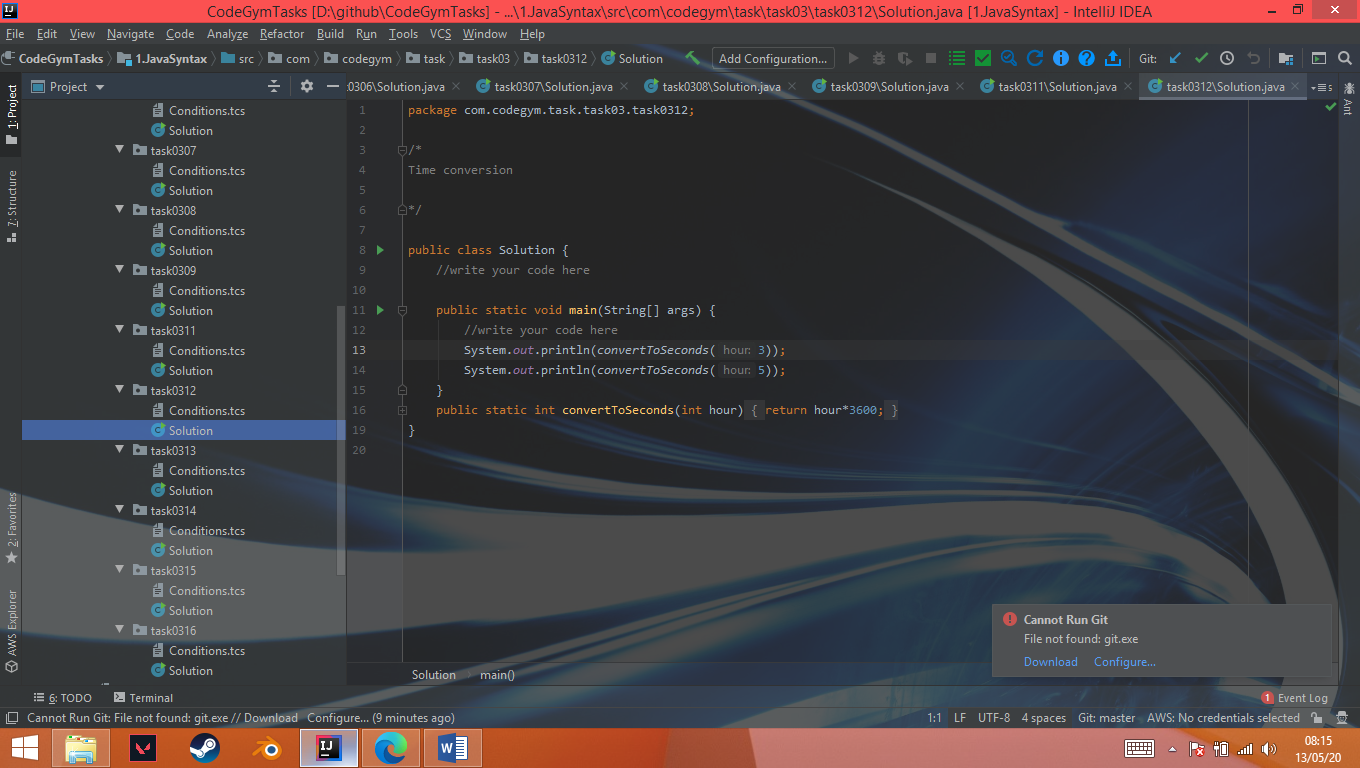 CodeGymTasks [D:\github\CodeGymTasks] - ...\1.JavaSyntax\src\com\codegym\task\task03\task0312\Solution.java [1.JavaSyntax] - IntelliJ IDEA
File Edit View Navigate Code Analyze Refactor Build Run Tools VCS Window Help
CodeGymTasks 1.JavaSyntax src com codegym task task03 task0312 Solution Add Configuration... Git:
Project :0306\Solution.java task0307\Solution.java task0308\Solution.java task0309\Solution.java task0311\Solution.java task0312\Solution.java
1: Project
7: Structure
2: Favorites
AWS Explorer
Ant
Conditions.tcs
Solution
task0307
Conditions.tcs
Solution
task0308
Conditions.tcs
Solution
task0309
Conditions.tcs
Solution
task0311
Conditions.tcs
Solution
task0312
Conditions.tcs
Solution
task0313
Conditions.tcs
Solution
task0314
Conditions.tcs
Solution
task0315
Conditions.tcs
Solution
task0316
Conditions.tcs
Solution
1 package com.codegym.task.task03.task0312;
2
3 /*
4 Time conversion
5
6 */
7
8 public class Solution {
9 //write your code here
10
11 public static void main(String[] args) {
12 //write your code here
13 System.out.println(convertToSeconds( hour: 3));
14 System.out.println(convertToSeconds( hour: 5));
15 }
16 public static int convertToSeconds(int hour) { return hour*3600; }
19 }
20
Cannot Run Git
File not found: git.exe
Download Configure...
Solution main()
6: TODO Terminal 1 Event Log
Cannot Run Git: File not found: git.exe // Download Configure... (9 minutes ago) 1:1 LF UTF-8 4 spaces Git: master AWS: No credentials selected
08:15
13/05/20